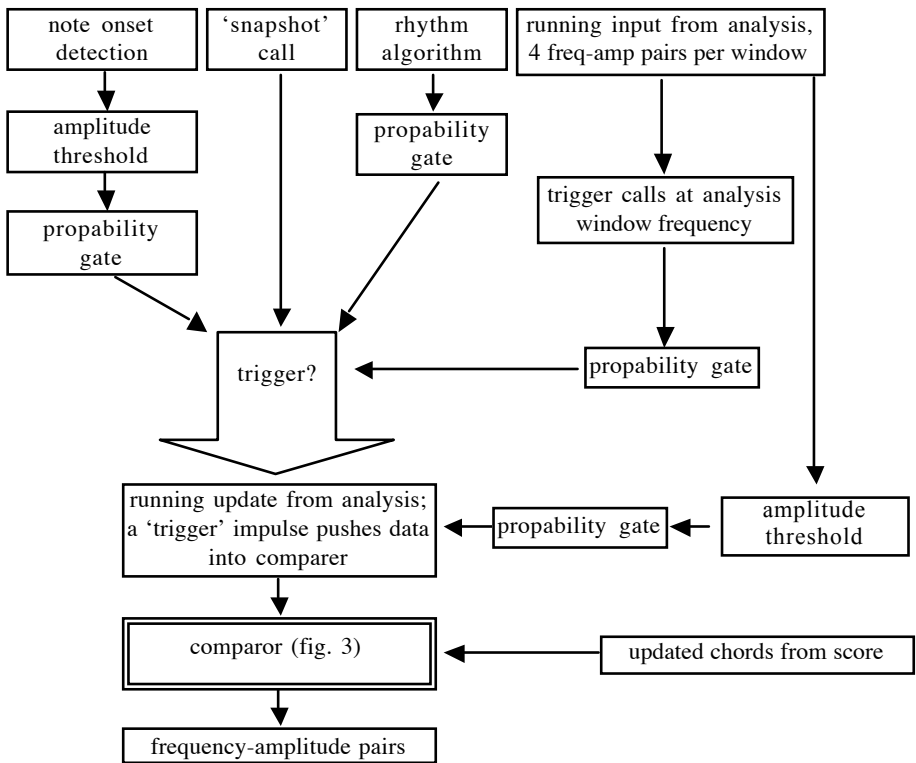 note onset
detection
‘snapshot’
call
rhythm
algorithm
running input from analysis,
4 freq-amp pairs per window
amplitude
threshold
propability
gate
propability
gate
trigger calls at analysis
window frequency
trigger?
propability gate
running update from analysis;
a ‘trigger’ impulse pushes data
into comparer
propability gate
amplitude
threshold
comparor (fig. 3)
updated chords from score
frequency-amplitude pairs